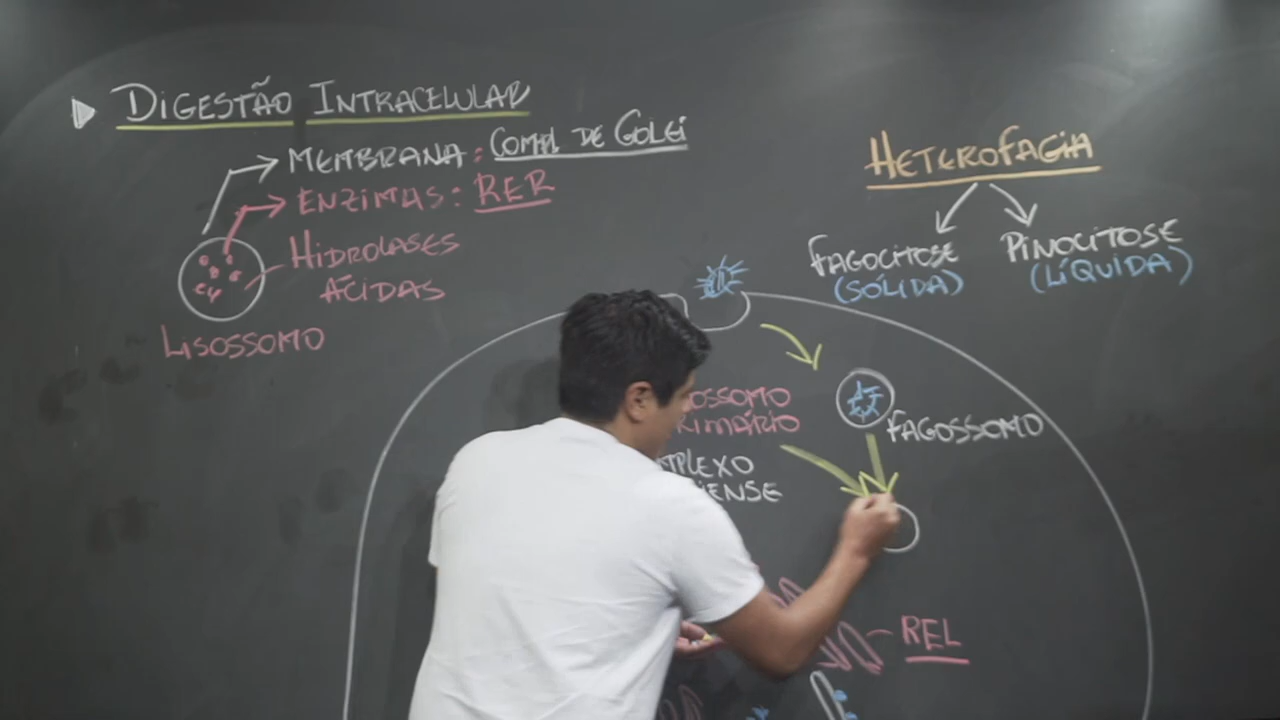 DIGESTÃO INTRACELULAR
MEMBRANA: COMPL DE GOLGI
ENZIMAS: RER
HIDROLASES
ÁCIDAS
LISOSSOMO
HETEROFAGIA
FAGOCITOSE
(SÓLIDA)
PINOCITOSE
(LÍQUIDA)
FAGOSSOMO
REL